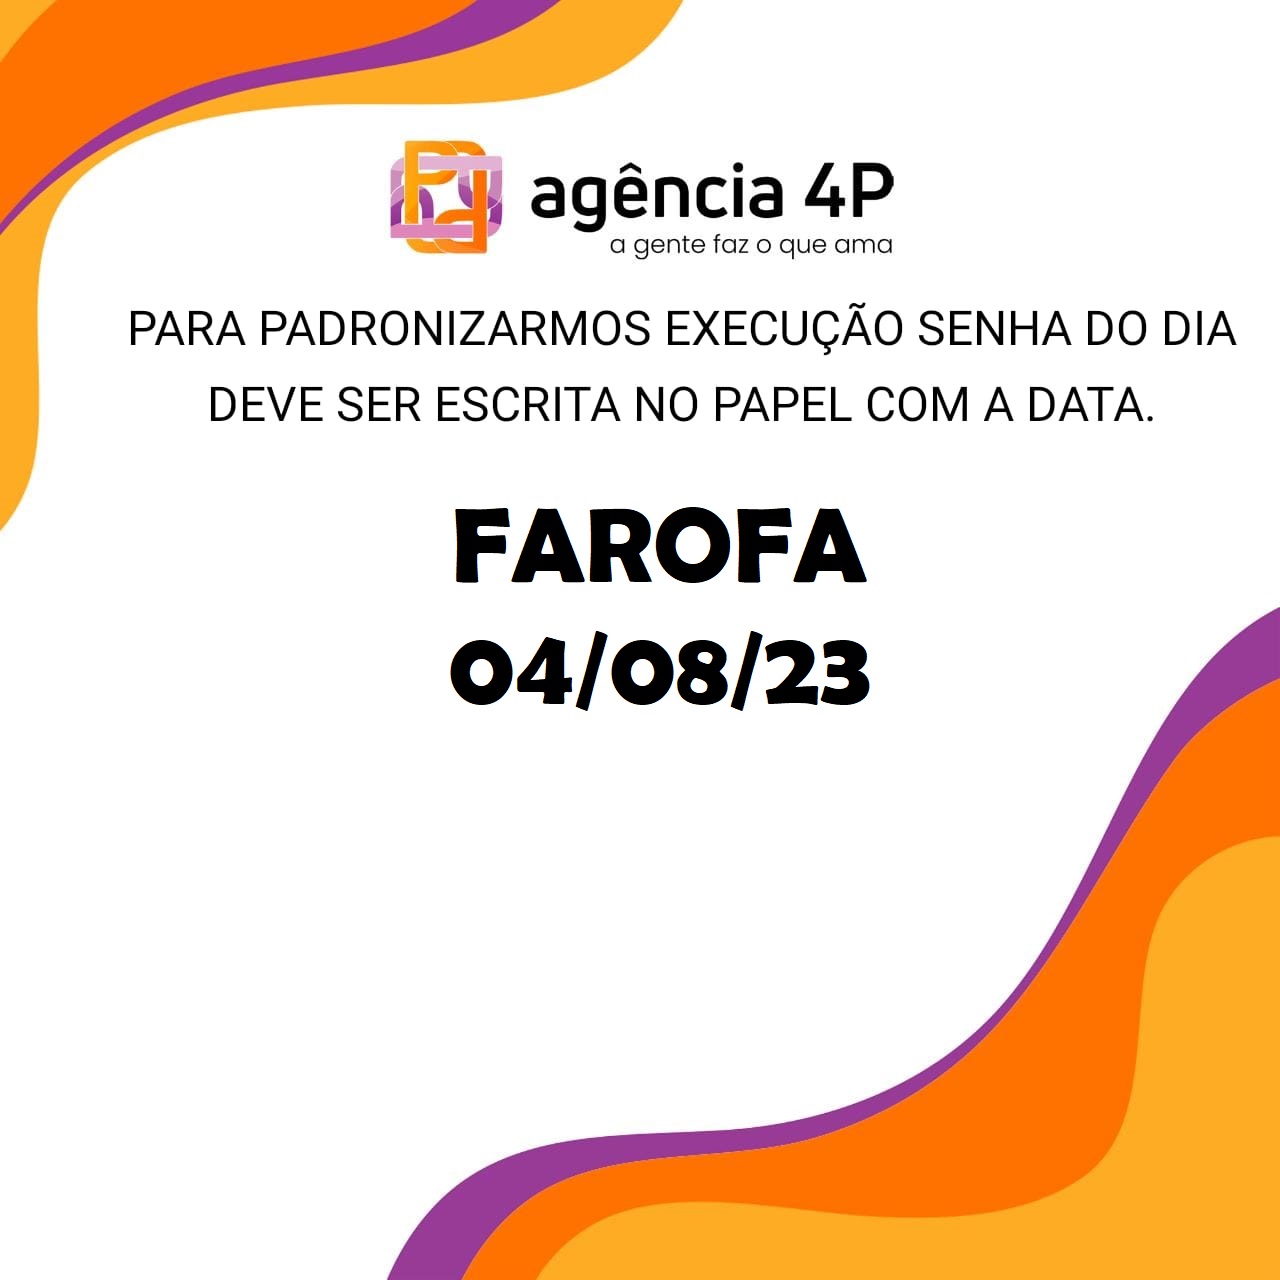 agência 4P
a gente faz o que ama
PARA PADRONIZARMOS EXECUÇÃO SENHA DO DIA
DEVE SER ESCRITA NO PAPEL COM A DATA.
FAROFA
04/08/23